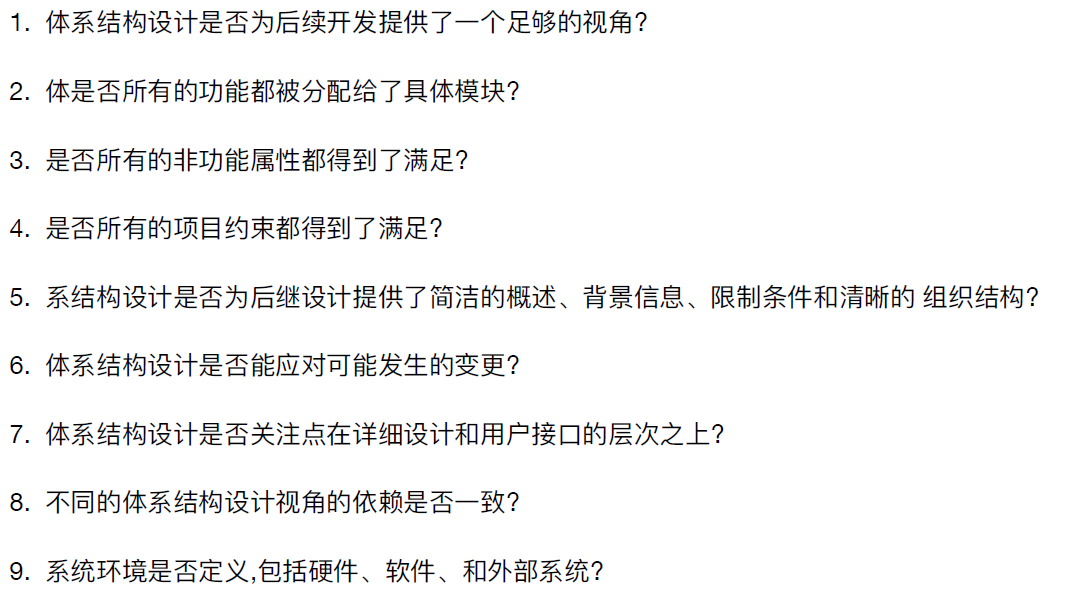 1. 体系结构设计是否为后续开发提供了一个足够的视角?
2. 体是否所有的功能都被分配给了具体模块?
3. 是否所有的非功能属性都得到了满足?
4. 是否所有的项目约束都得到了满足?
5. 系结构设计是否为后继设计提供了简洁的概述、背景信息、限制条件和清晰的 组织结构?
6. 体系结构设计是否能应对可能发生的变更?
7. 体系结构设计是否关注点在详细设计和用户接口的层次之上?
8. 不同的体系结构设计视角的依赖是否一致?
9. 系统环境是否定义,包括硬件、软件、和外部系统?